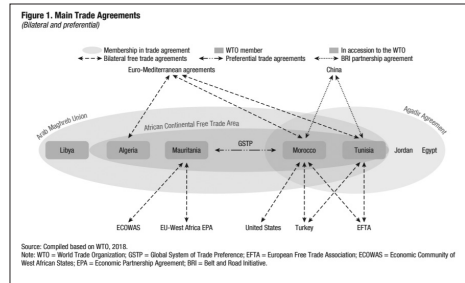 Figure 1. Main Trade Agreements
(Bilateral and preferential)
Membership in trade agreement
WTO member
In accession to the WTO
Bilateral free trade agreements
Preferential trade agreements
BRI partnership agreement
Euro-Mediterranean agreements
China
Arab Maghreb Union
African Continental Free Trade Area
Agadir Agreement
GSTP
Libya
Algeria
Mauritania
Morocco
Tunisia
Jordan
Egypt
ECOWAS
EU-West Africa EPA
United States
Turkey
EFTA
Source: Compiled based on WTO, 2018.
Note: WTO = World Trade Organization; GSTP = Global System of Trade Preference; EFTA = European Free Trade Association; ECOWAS = Economic Community of
West African States; EPA = Economic Partnership Agreement; BRI = Belt and Road Initiative.